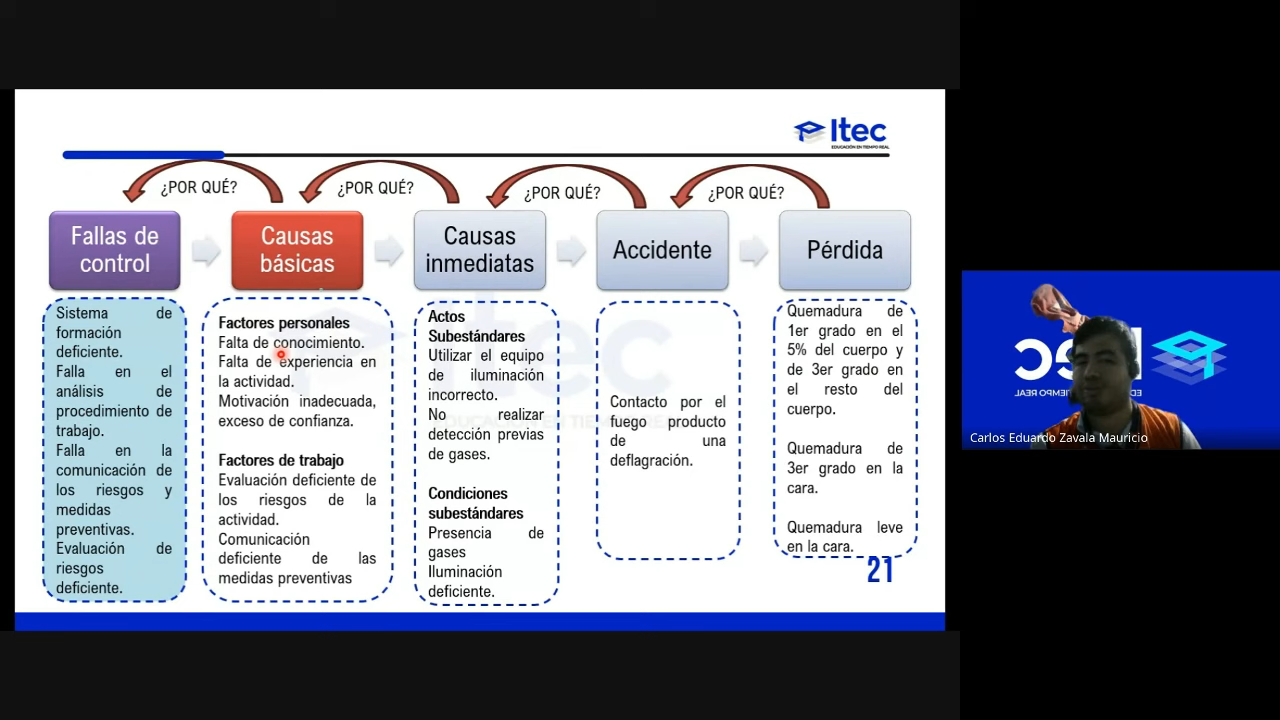 Itec
EDUCACIÓN EN TIEMPO REAL
¿POR QUÉ?
¿POR QUÉ?
¿POR QUÉ?
¿POR QUÉ?
Fallas de
control
Causas
básicas
Causas
inmediatas
Accidente
Pérdida
Sistema de
formación
deficiente.
Falla en el
análisis de
procedimiento de
trabajo.
Falla en la
comunicación de
los riesgos y
medidas
preventivas.
Evaluación de
riesgos
deficiente.
Factores personales
Falta de conocimiento.
Falta de experiencia en
la actividad.
Motivación inadecuada,
exceso de confianza.
Factores de trabajo
Evaluación deficiente de
los riesgos de la
actividad.
Comunicación
deficiente de las
medidas preventivas
Actos
Subestándares
Utilizar el equipo
de iluminación
incorrecto.
No realizar
detección previas
de gases.
Condiciones
subestándares
Presencia de
gases
Iluminación
deficiente.
Contacto por el
fuego producto
de una
deflagración.
Quemadura de
1er grado en el
5% del cuerpo y
de 3er grado en
el resto del
cuerpo.
Quemadura de
3er grado en la
cara.
Quemadura leve
en la cara.
21
Carlos Eduardo Zavala Mauricio